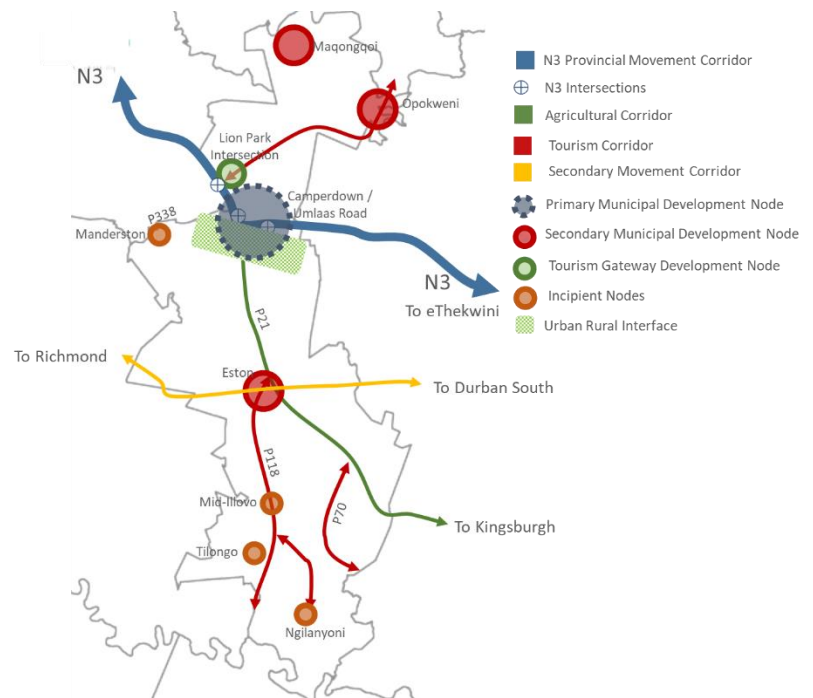 Maqongqoi
N3
Opokweni
Lion Park
Intersection
Camperdown /
Umlaas Road
P338
Manderston
N3
To eThekwini
P21
To Richmond
Eston
To Durban South
P118
Mid-Illovo
P70
To Kingsburgh
Tilongo
Ngilanyoni
N3 Provincial Movement Corridor
N3 Intersections
Agricultural Corridor
Tourism Corridor
Secondary Movement Corridor
Primary Municipal Development Node
Secondary Municipal Development Node
Tourism Gateway Development Node
Incipient Nodes
Urban Rural Interface